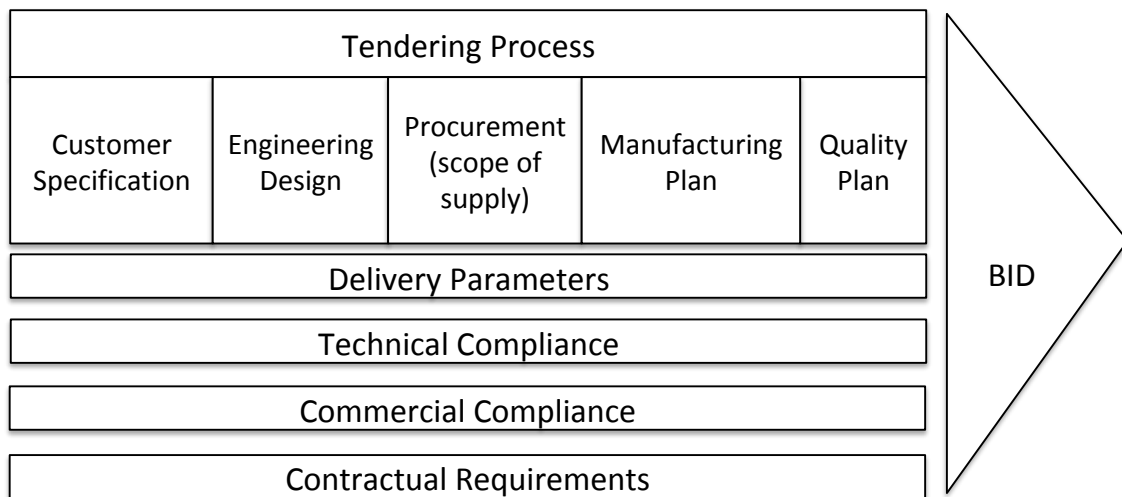 Tendering Process
Customer
Specification
Engineering
Design
Procurement
(scope of
supply)
Manufacturing
Plan
Quality
Plan
Delivery Parameters
Technical Compliance
Commercial Compliance
Contractual Requirements
BID